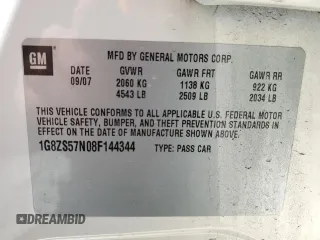 GM
MFD BY GENERAL MOTORS CORP.
DATE GVWR GAWR FRT GAWR RR
09/07 2060 KG 1138 KG 922 KG
4543 LB 2509 LB 2034 LB
THIS VEHICLE CONFORMS TO ALL APPLICABLE U.S. FEDERAL MOTOR
VEHICLE SAFETY, BUMPER, AND THEFT PREVENTION STANDARDS IN
EFFECT ON THE DATE OF MANUFACTURE SHOWN ABOVE.
1G8ZS57N08F144344 TYPE: PASS CAR
AUTOHELPERBOT.COM